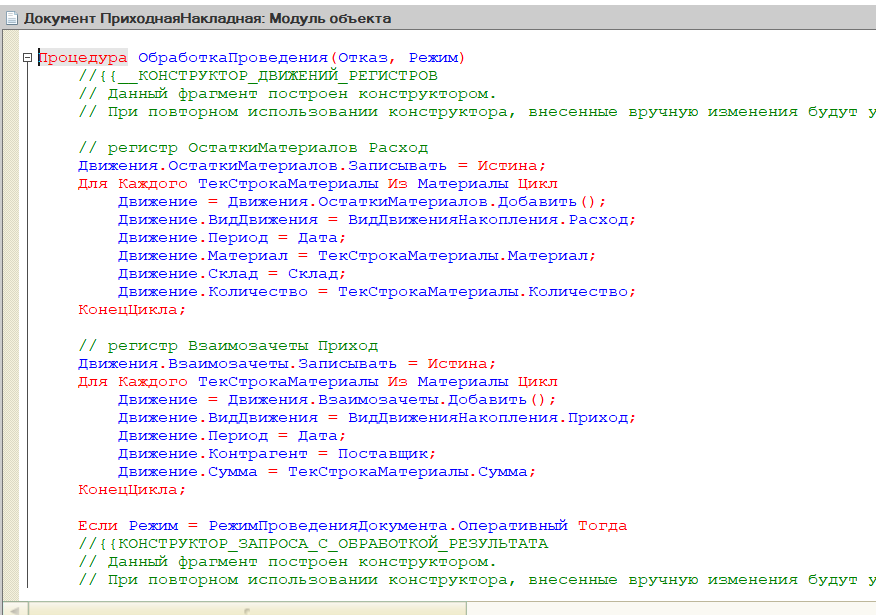 Документ ПриходнаяНакладная: Модуль объекта
Процедура ОбработкаПроведения(Отказ, Режим)
//{{__КОНСТРУКТОР_ДВИЖЕНИЙ_РЕГИСТРОВ
// Данный фрагмент построен конструктором.
// При повторном использовании конструктора, внесенные вручную изменения будут у
// регистр ОстаткиМатериалов Расход
Движения.ОстаткиМатериалов.Записывать = Истина;
Для Каждого ТекСтрокаМатериалы Из Материалы Цикл
Движение = Движения.ОстаткиМатериалов.Добавить();
Движение.ВидДвижения = ВидДвиженияНакопления.Расход;
Движение.Период = Дата;
Движение.Материал = ТекСтрокаМатериалы.Материал;
Движение.Склад = Склад;
Движение.Количество = ТекСтрокаМатериалы.Количество;
КонецЦикла;
// регистр Взаимозачеты Приход
Движения.Взаимозачеты.Записывать = Истина;
Для Каждого ТекСтрокаМатериалы Из Материалы Цикл
Движение = Движения.Взаимозачеты.Добавить();
Движение.ВидДвижения = ВидДвиженияНакопления.Приход;
Движение.Период = Дата;
Движение.Контрагент = Поставщик;
Движение.Сумма = ТекСтрокаМатериалы.Сумма;
КонецЦикла;
Если Режим = РежимПроведенияДокумента.Оперативный Тогда
//{{КОНСТРУКТОР_ЗАПРОСА_С_ОБРАБОТКОЙ_РЕЗУЛЬТАТА
// Данный фрагмент построен конструктором.
// При повторном использовании конструктора, внесенные вручную изменения будут у